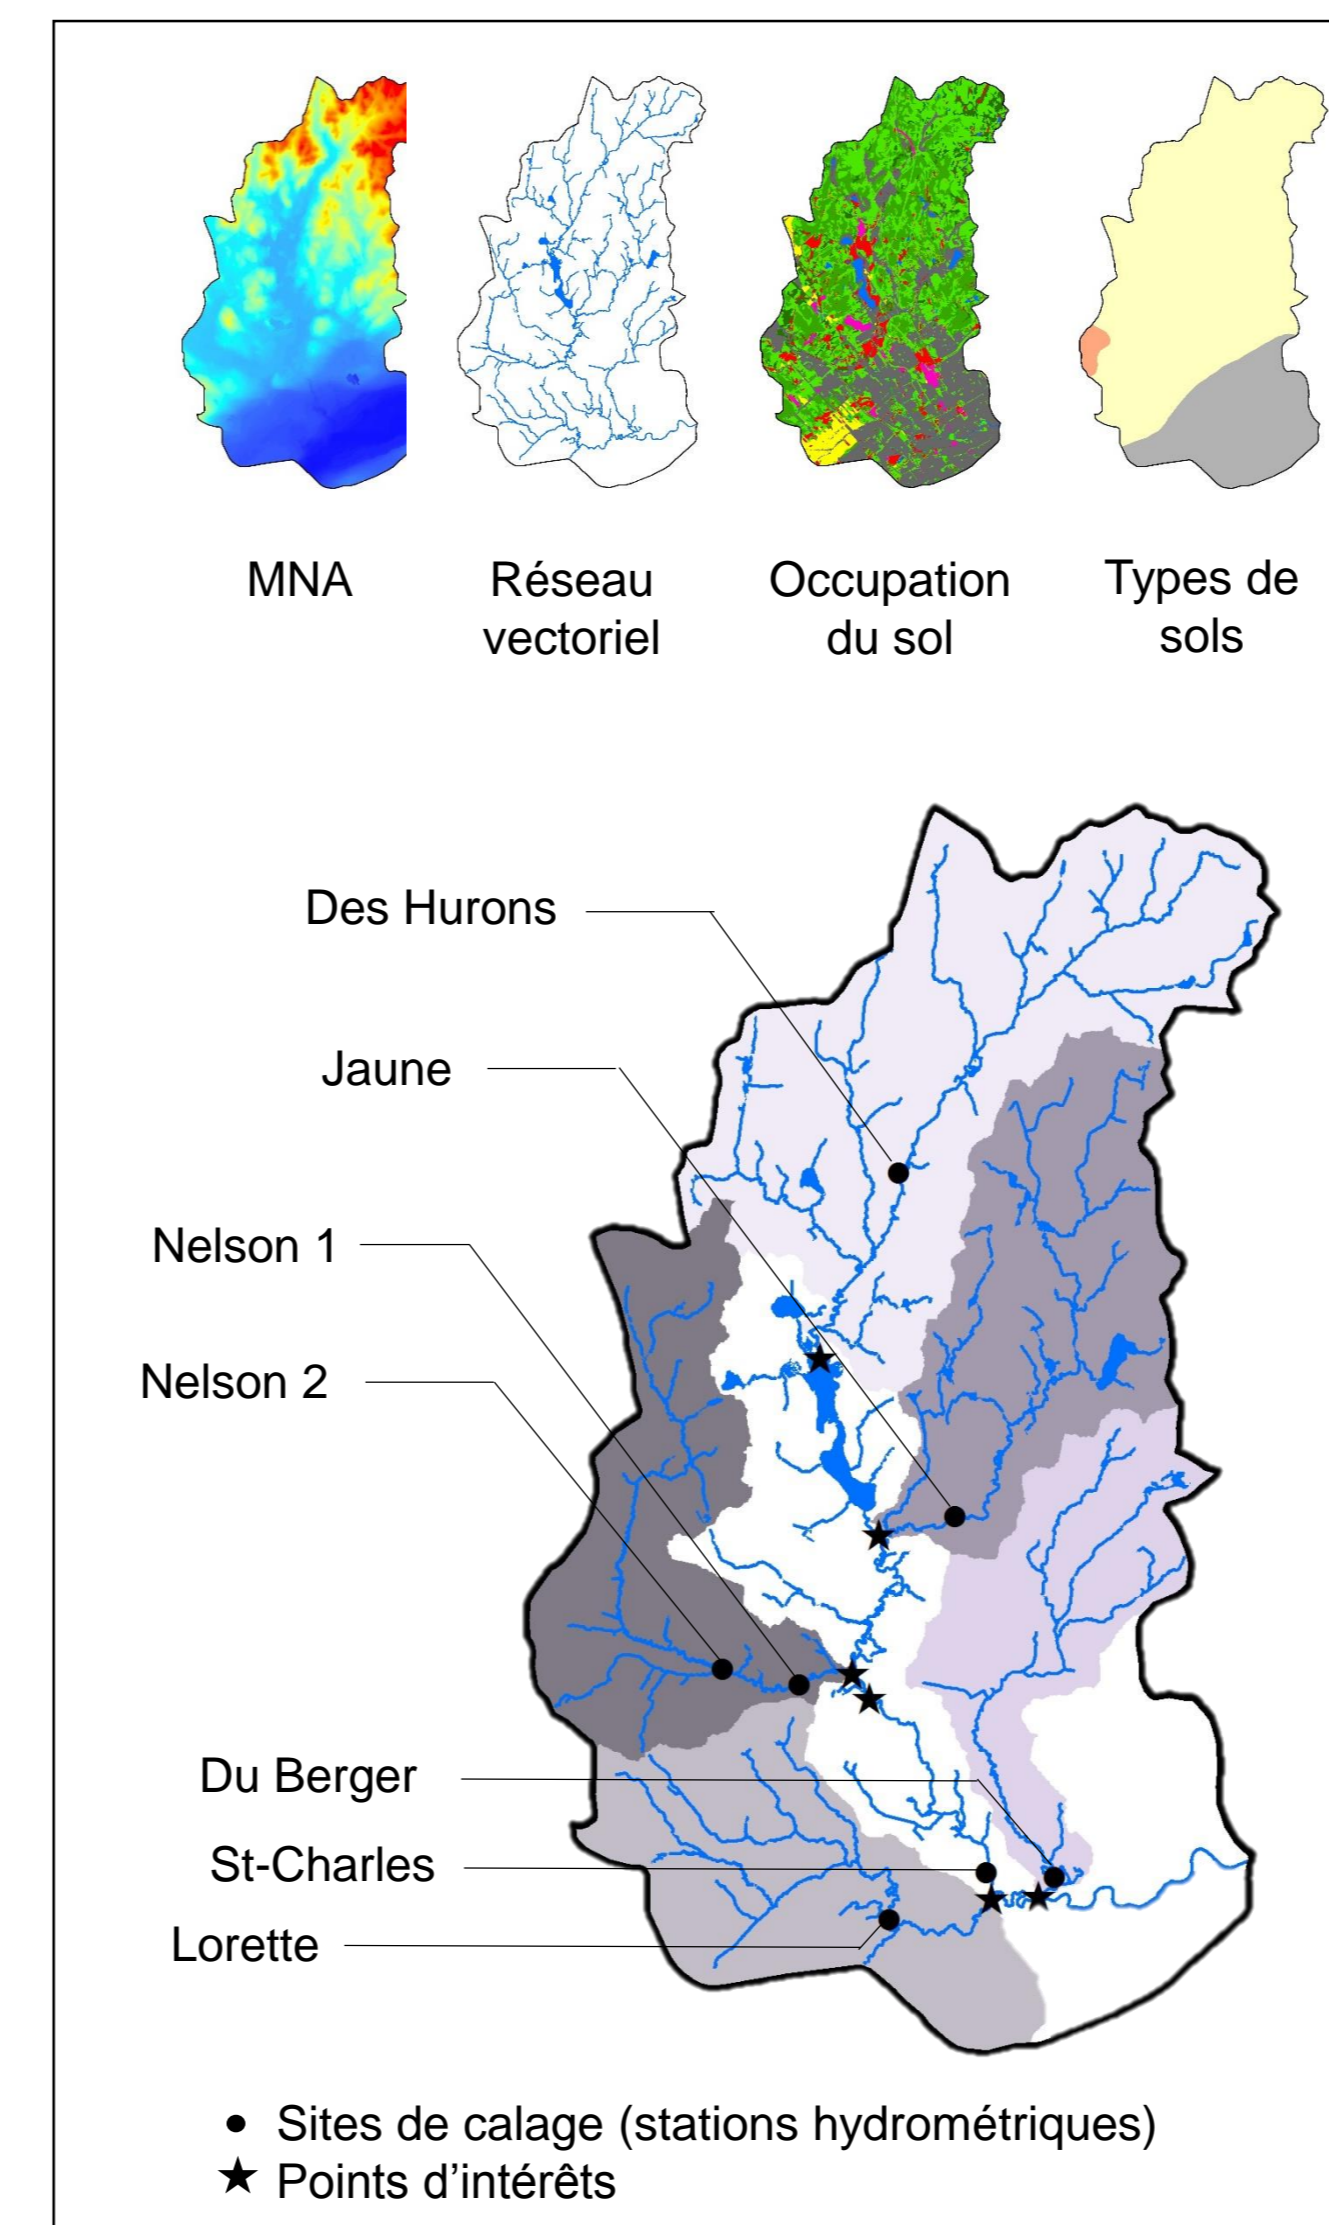 MNA
Réseau
vectoriel
Occupation
du sol
Types de
sols
Des Hurons
Jaune
Nelson 1
Nelson 2
Du Berger
St-Charles
Lorette
Sites de calage (stations hydrométriques)
Points d'intérêts